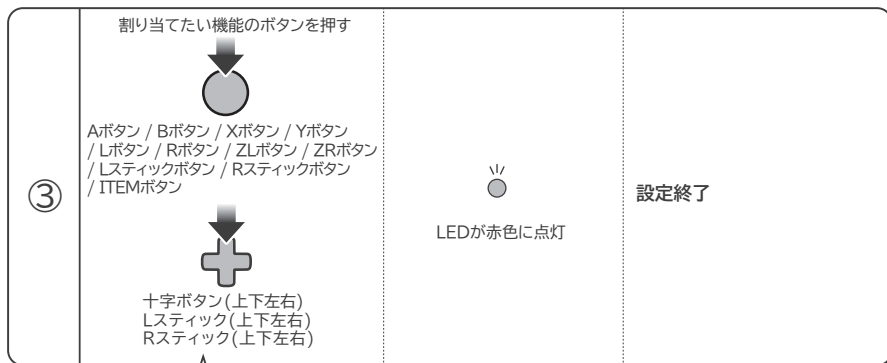 ③
割り当てたい機能のボタンを押す
Aボタン / Bボタン / Xボタン / Yボタン
/ Lボタン / Rボタン / ZLボタン / ZRボタン
/ Lスティックボタン / Rスティックボタン
/ ITEMボタン
十字ボタン(上下左右)
Lスティック(上下左右)
Rスティック(上下左右)
LEDが赤色に点灯
設定終了